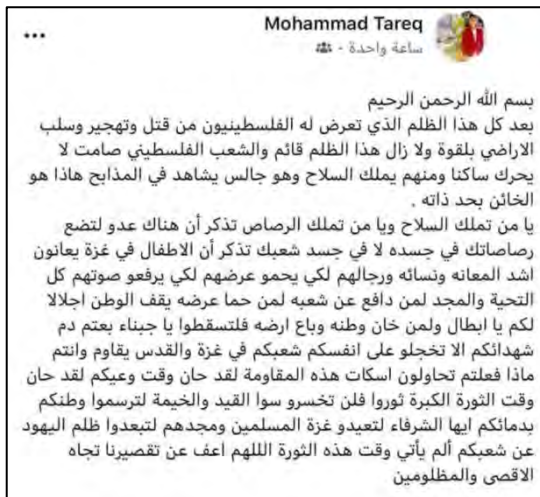 Mohammad Tareq
ساعة واحدة
بسم الله الرحمن الرحيم
بعد كل هذا الظلم الذي تعرض له الفلسطينيون من قتل وتهجير وسلب
الاراضي بلقوة ولا زال هذا الظلم قائم والشعب الفلسطيني صامت لا
يحرك ساكنا ومنهم يملك السلاح وهو جالس يشاهد في المذابح هاذا هو
الخائن بحد ذاته .
يا من تملك السلاح ويا من تملك الرصاص تذكر أن هناك عدو لتضع
رصاصاتك في جسده لا في جسد شعبك تذكر أن الاطفال في غزة يعانون
اشد المعانه ونسائه ورجالهم لكي يحمو عرضهم لكي يرفعو صوتهم كل
التحية والمجد لمن دافع عن شعبه لمن حما عرضه يقف الوطن اجلالا
لكم يا ابطال ولمن خان وطنه وباع ارضه فلتسقطوا يا جبناء بعتم دم
شهدائكم الا تخجلو على انفسكم شعبكم في غزة والقدس يقاوم وانتم
ماذا فعلتم تحاولون اسكات هذه المقاومة لقد حان وقت وعيكم لقد حان
وقت الثورة الكبرة ثوروا فلن تخسرو سوا القيد والخيمة لترسموا وطنكم
بدمائكم ايها الشرفاء لتعيدو غزة المسلمين ومجدهم لتبعدوا ظلم اليهود
عن شعبكم ألم يأتي وقت هذه الثورة الللهم اعف عن تقصيرنا تجاه
الاقصى والمظلومين